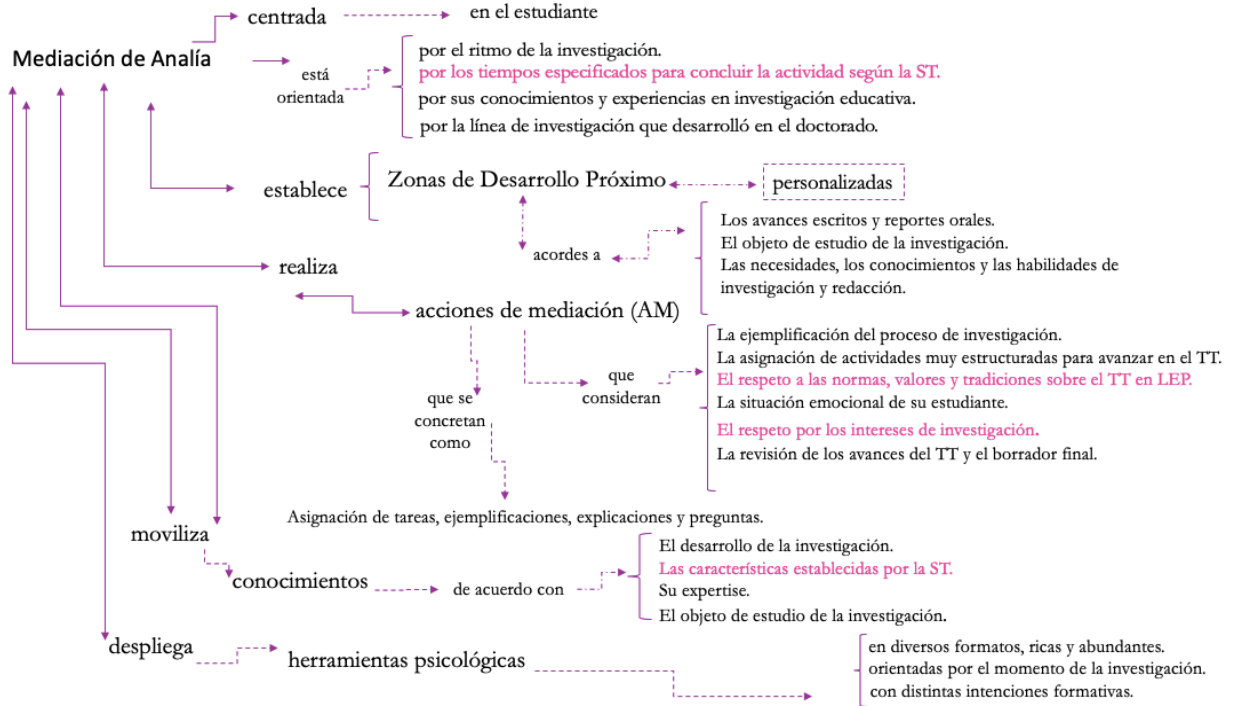 centrada
en el estudiante
Mediación de Analía
está
orientada
por el ritmo de la investigación.
por los tiempos especificados para concluir la actividad según la ST.
por sus conocimientos y experiencias en investigación educativa.
por la línea de investigación que desarrolló en el doctorado.
establece
Zonas de Desarrollo Próximo
personalizadas
acordes a
Los avances escritos y reportes orales.
El objeto de estudio de la investigación.
Las necesidades, los conocimientos y las habilidades de
investigación y redacción.
realiza
acciones de mediación (AM)
que
consideran
La ejemplificación del proceso de investigación.
La asignación de actividades muy estructuradas para avanzar en el TT.
El respeto a las normas, valores y tradiciones sobre el TT en LEP.
La situación emocional de su estudiante.
El respeto por los intereses de investigación.
La revisión de los avances del TT y el borrador final.
que se
concretan
como
Asignación de tareas, ejemplificaciones, explicaciones y preguntas.
moviliza
conocimientos
de acuerdo con
El desarrollo de la investigación.
Las características establecidas por la ST.
Su expertise.
El objeto de estudio de la investigación.
despliega
herramientas psicológicas
en diversos formatos, ricas y abundantes.
orientadas por el momento de la investigación.
con distintas intenciones formativas.